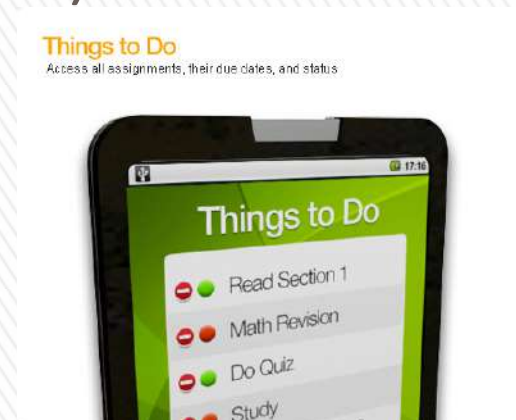 Things to Do
Access all assignments, their due dates, and status
17:16
Things to Do
Read Section 1
Math Revision
Do Quiz
Study